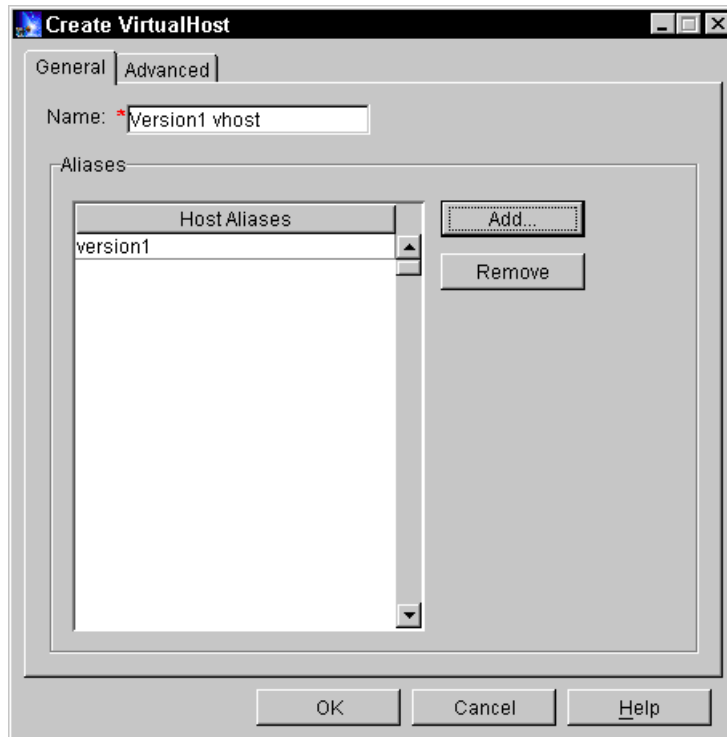 Create VirtualHost
General Advanced
Name: *Version1 vhost
Aliases
Host Aliases
version1
Add...
Remove
OK Cancel Help